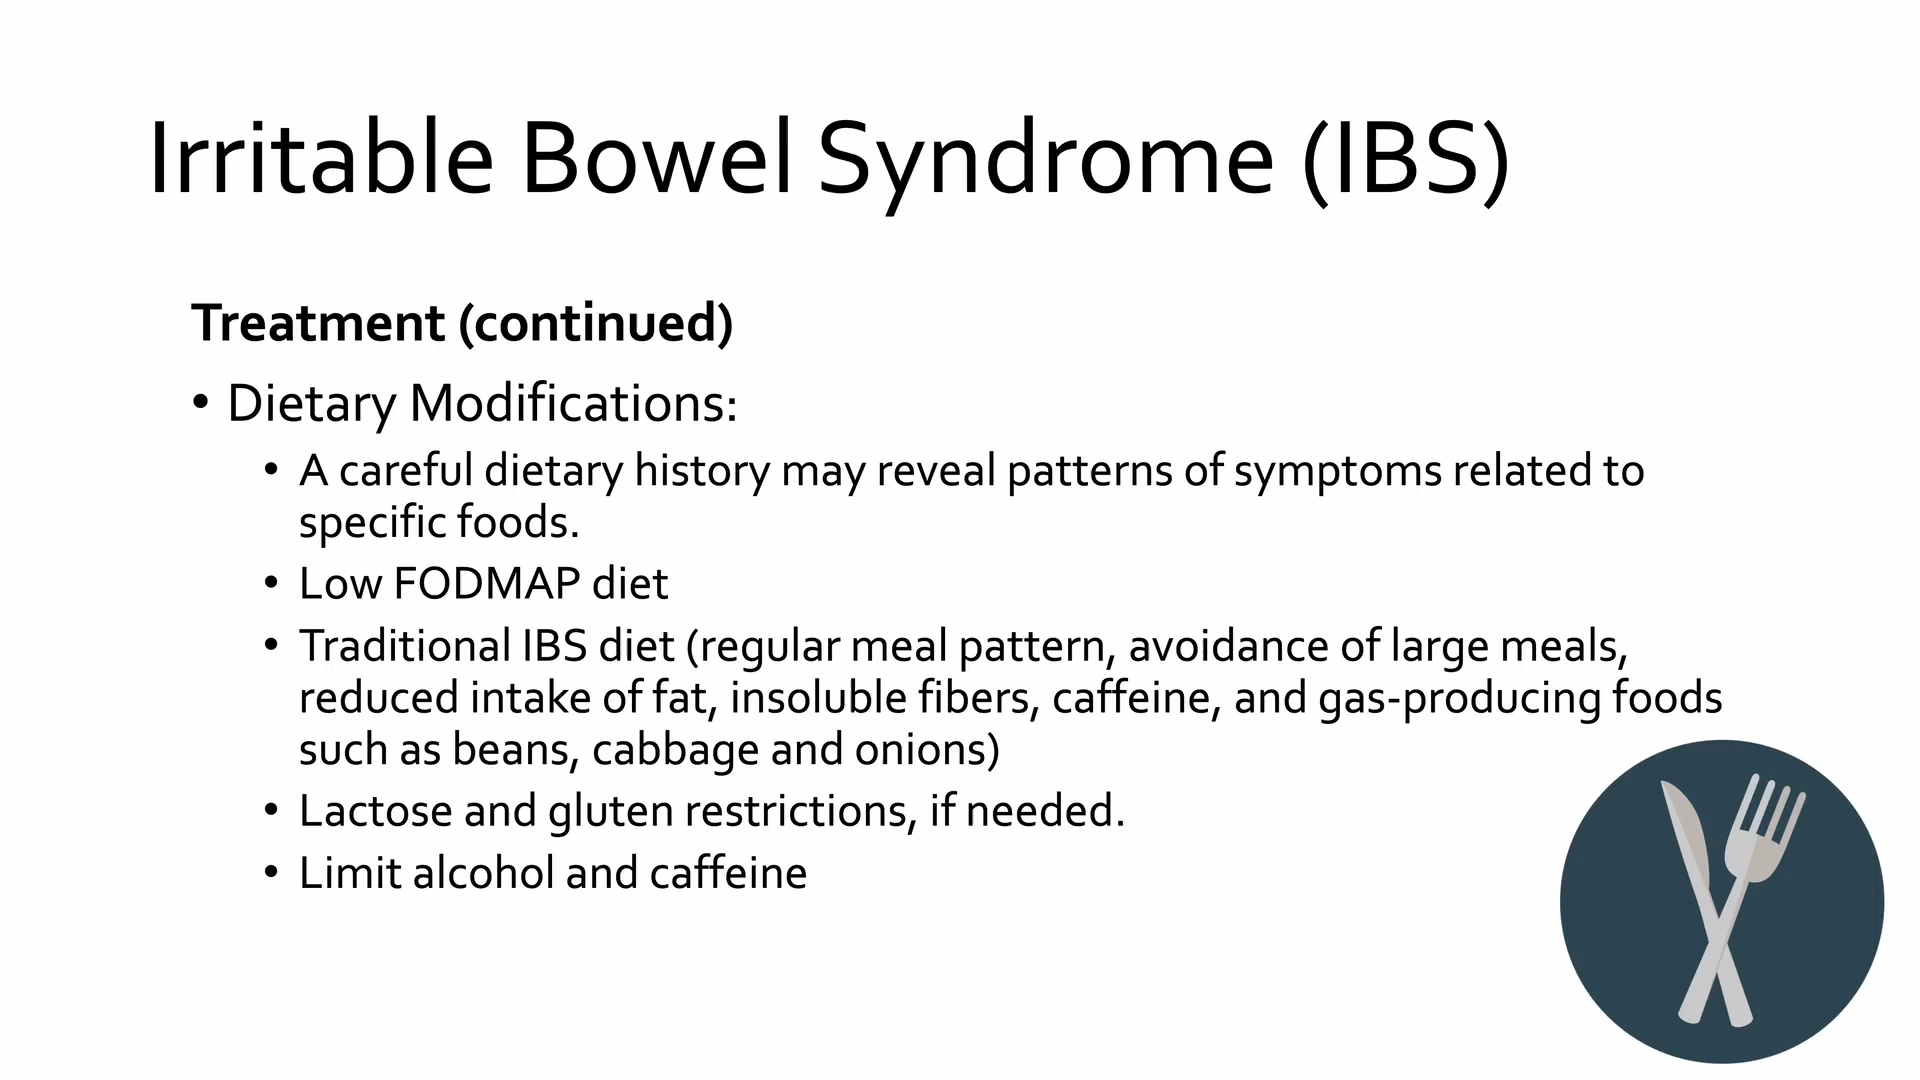 Irritable Bowel Syndrome (IBS)
Treatment (continued)
• Dietary Modifications:
• A careful dietary history may reveal patterns of symptoms related to
specific foods.
• Low FODMAP diet
• Traditional IBS diet (regular meal pattern, avoidance of large meals,
reduced intake of fat, insoluble fibers, caffeine, and gas-producing foods
such as beans, cabbage and onions)
• Lactose and gluten restrictions, if needed.
• Limit alcohol and caffeine